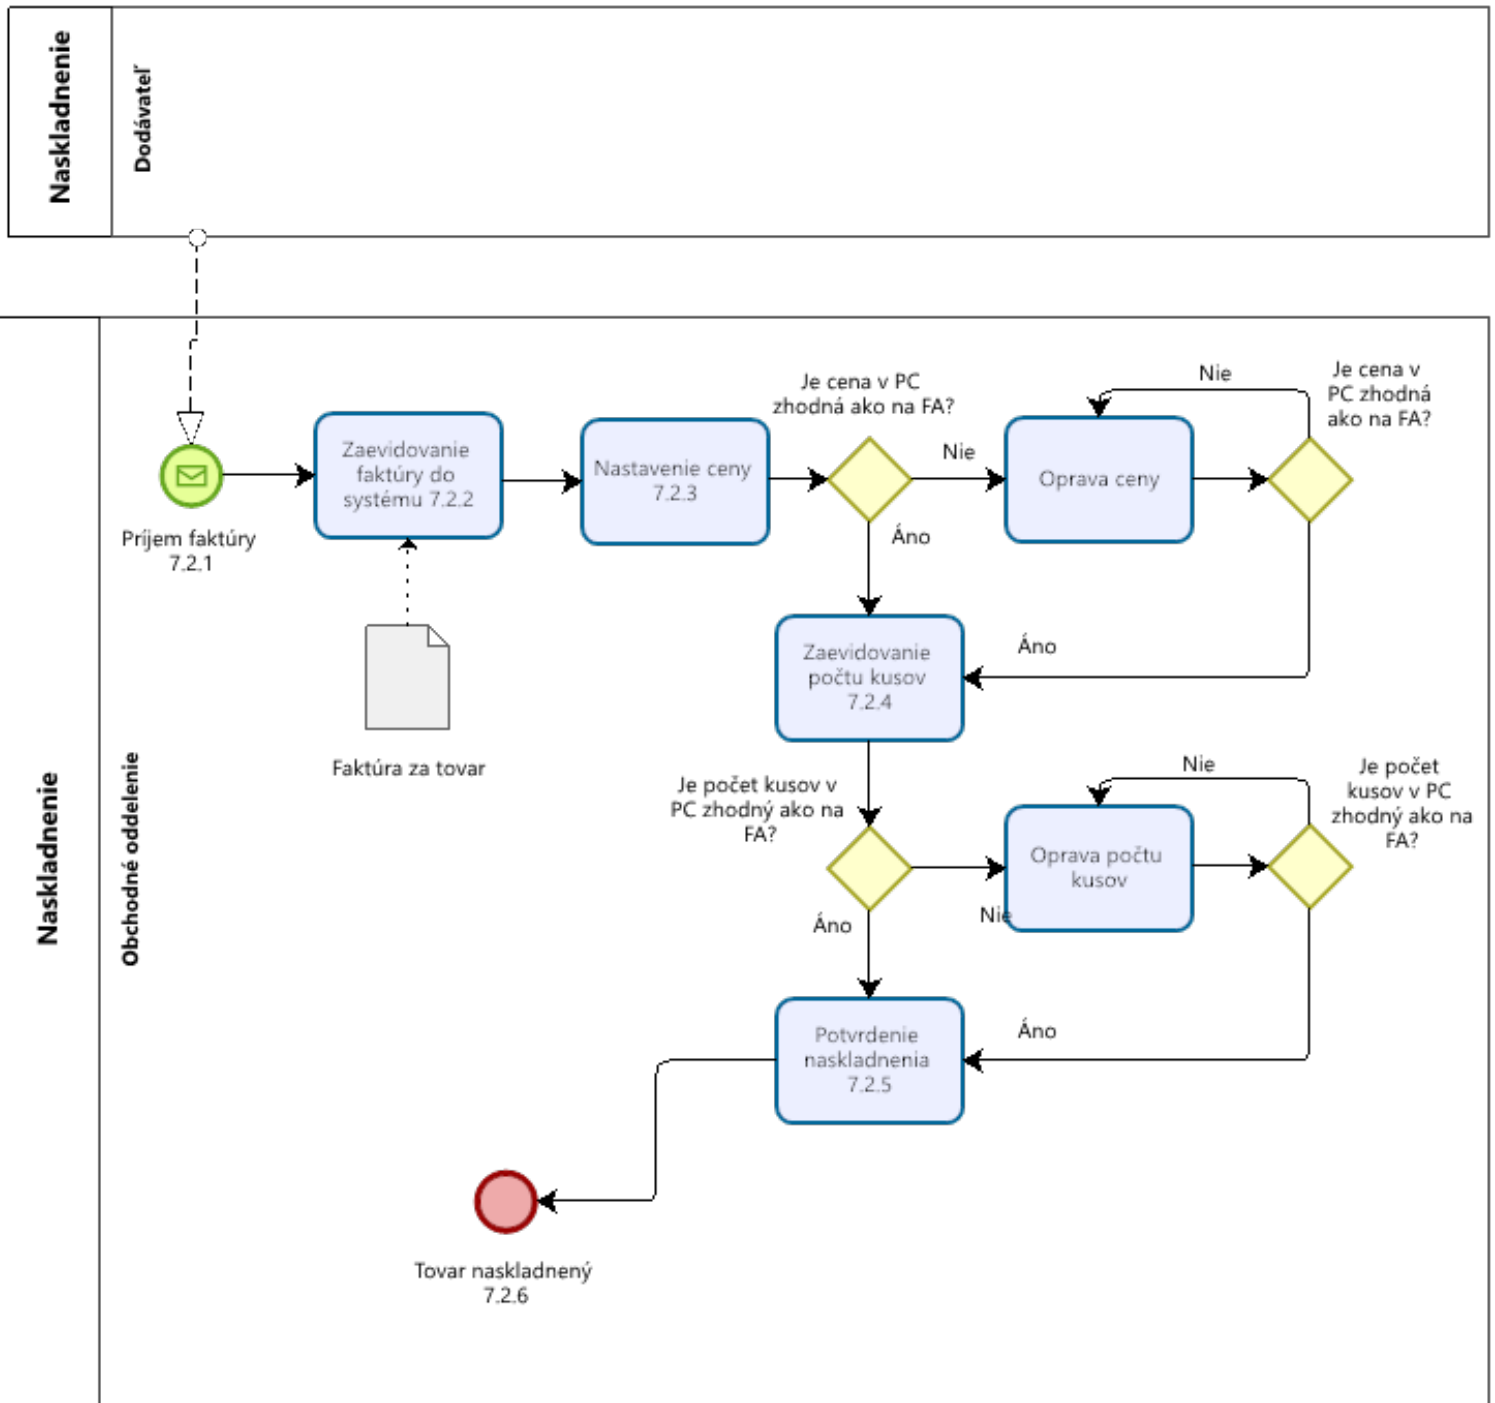 Naskladnenie
Dodávateľ
Je cena v PC
zhodná ako na FA?
Nie
Je cena v
PC zhodná
ako na FA?
Nie
Zaevidovanie
faktúry do
systému 7.2.2
Nastavenie ceny
7.2.3
Oprava ceny
Príjem faktúry
7.2.1
Áno
Zaevidovanie
počtu kusov
7.2.4
Áno
Faktúra za tovar
Naskladnenie
Obchodné oddelenie
Je počet kusov v
PC zhodný ako na
FA?
Nie
Je počet
kusov v PC
zhodný ako na
FA?
Oprava počtu
kusov
Nie
Áno
Potvrdenie
naskladnenia
7.2.5
Áno
Tovar naskladnený
7.2.6